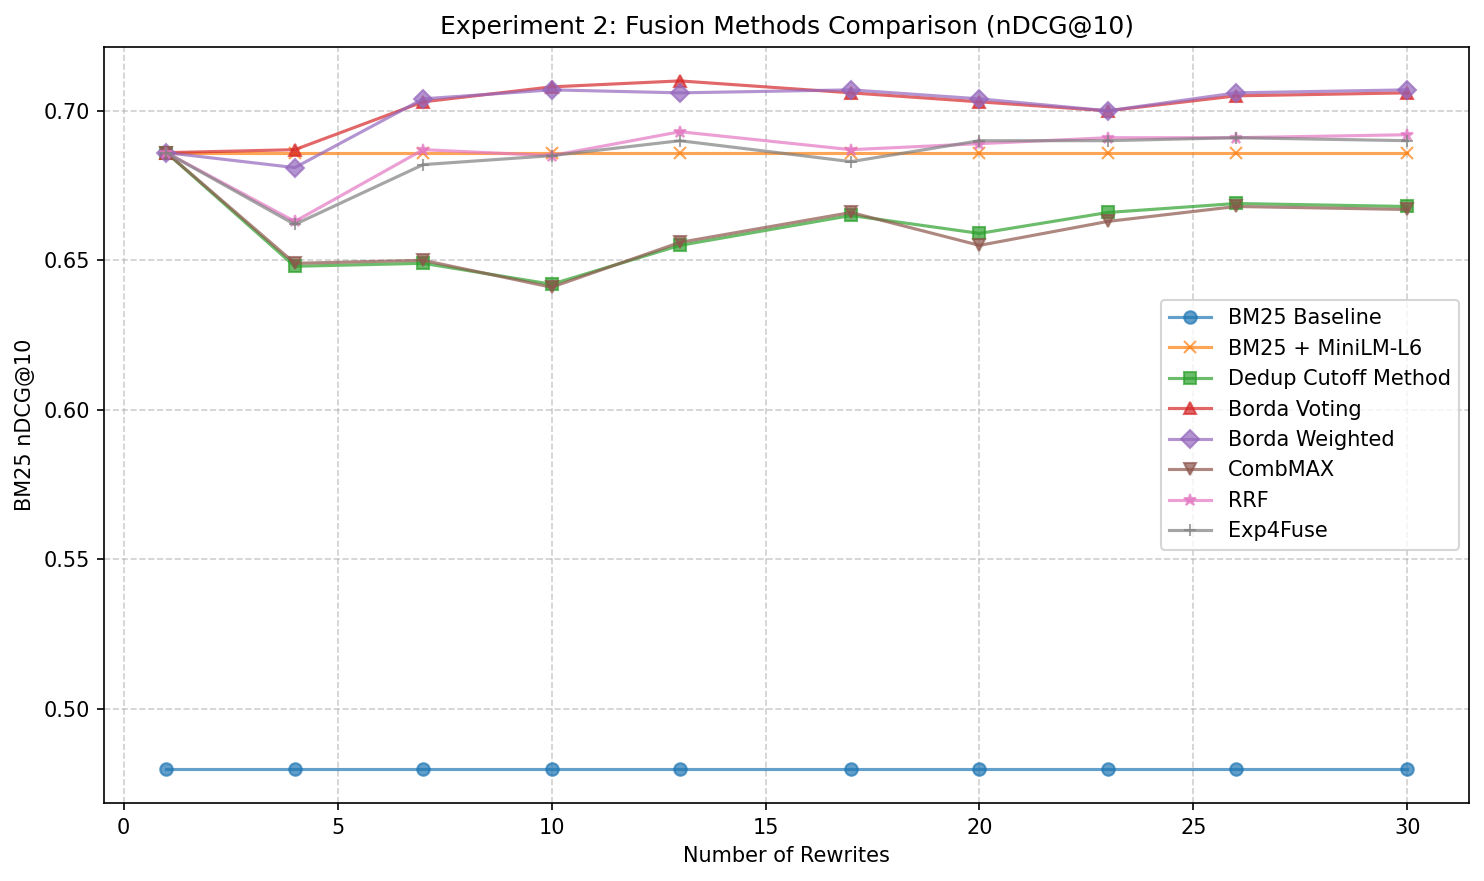 Experiment 2: Fusion Methods Comparison (nDCG@10)
BM25 nDCG@10
0.70
0.65
0.60
0.55
0.50
BM25 Baseline
BM25 + MiniLM-L6
Dedup Cutoff Method
Borda Voting
Borda Weighted
CombMAX
RRF
Exp4Fuse
0 5 10 15 20 25 30
Number of Rewrites